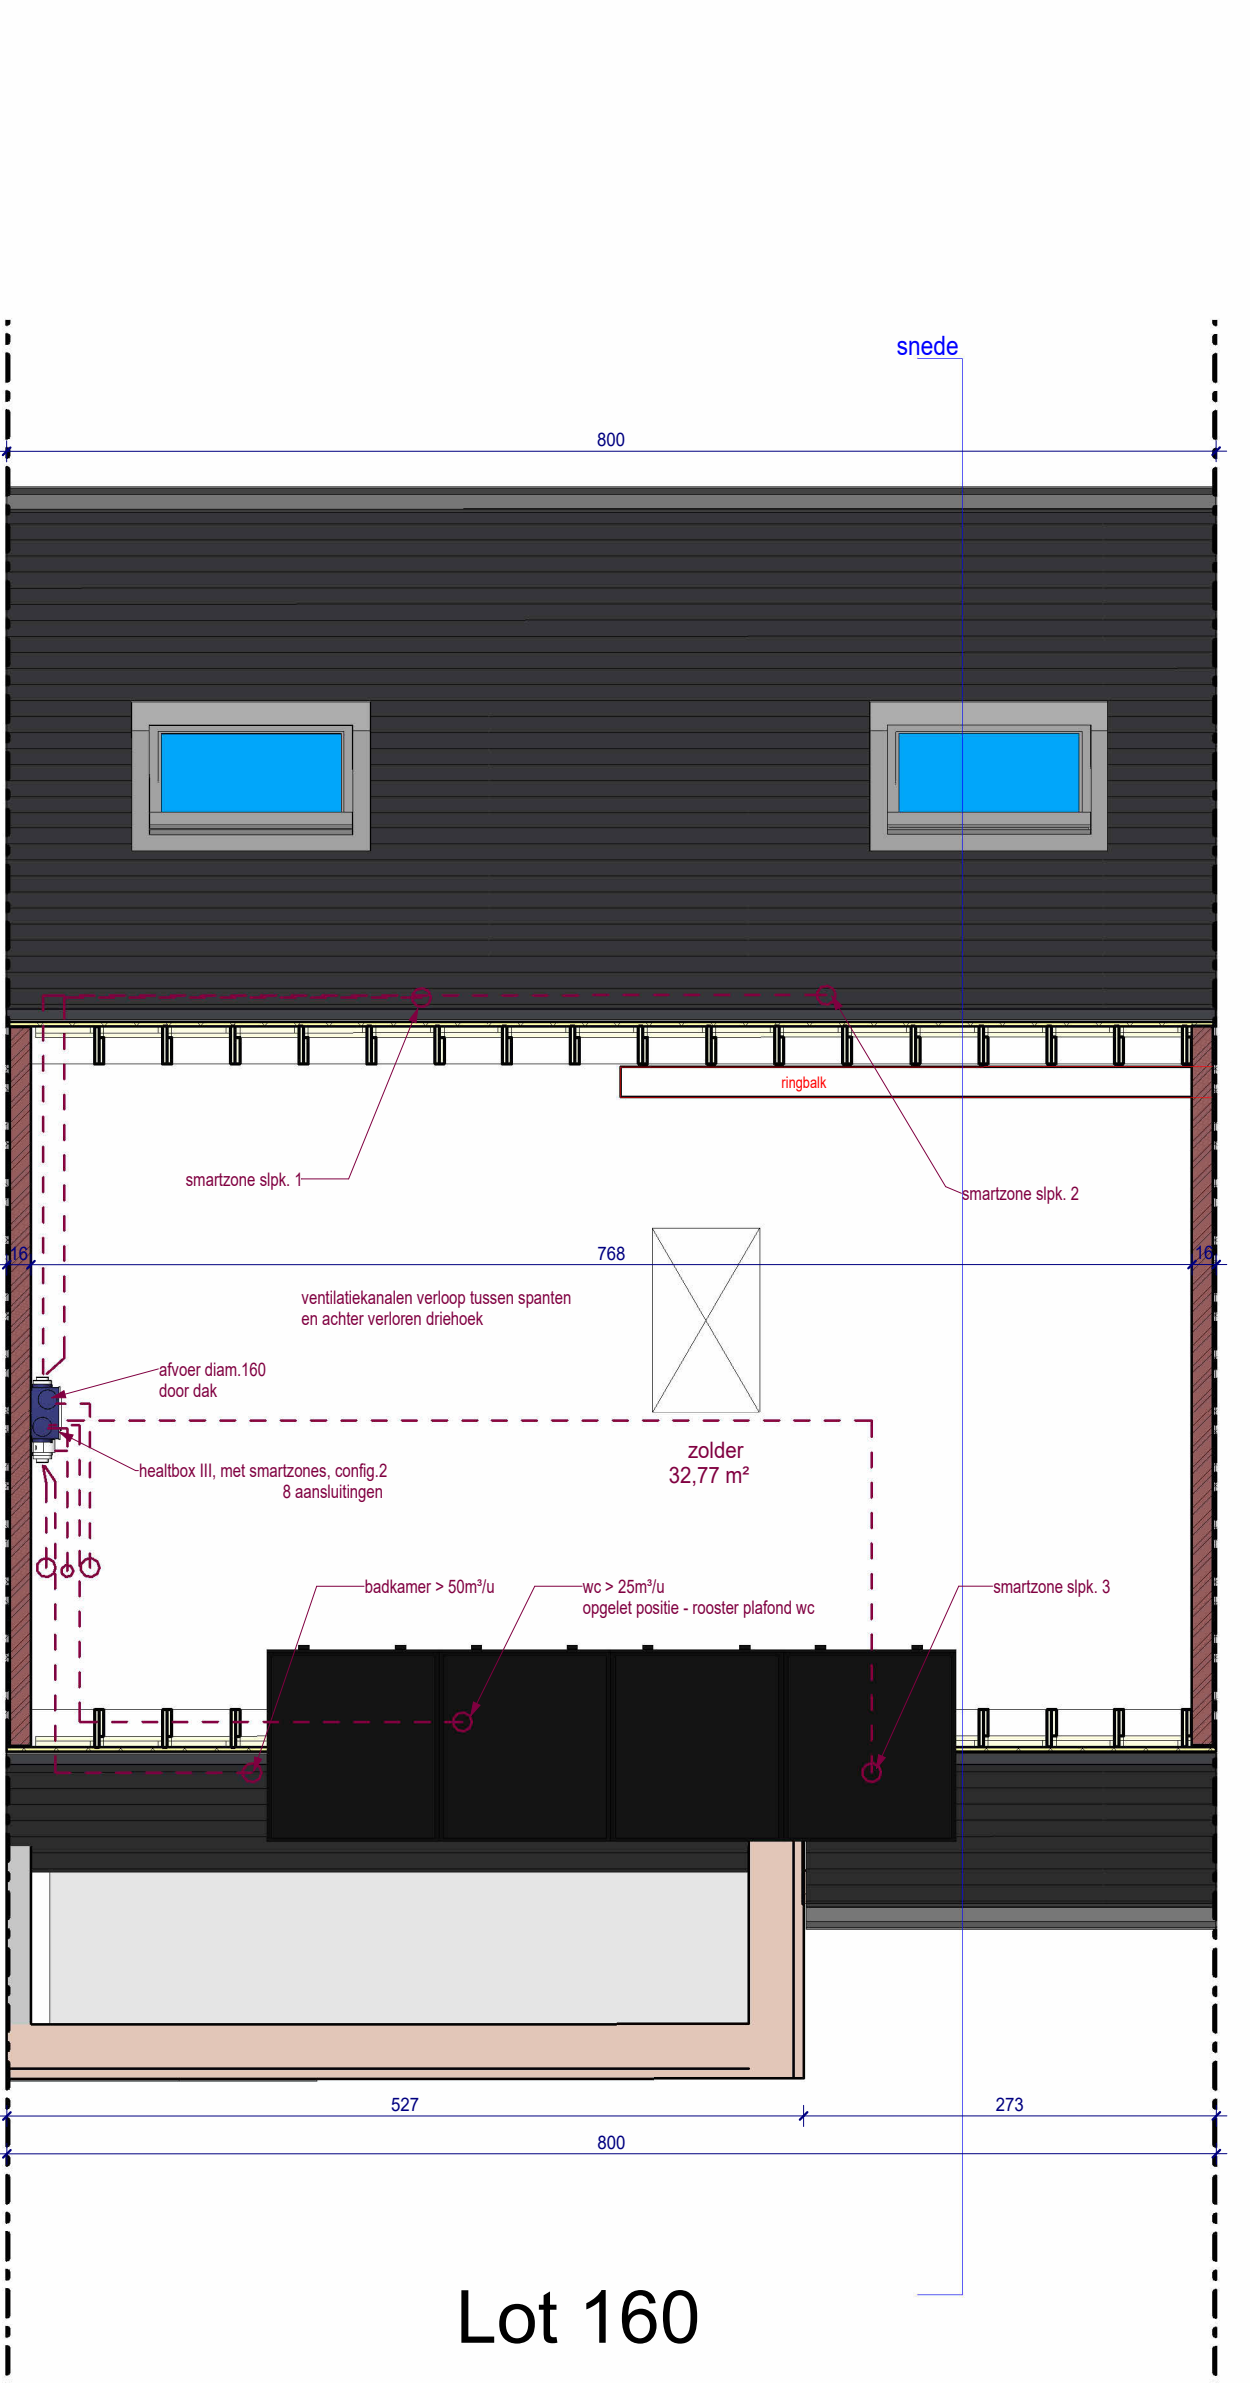 snede
800
ringbalk
smartzone slpk. 1
smartzone slpk. 2
16
768
16
ventilatiekanalen verloop tussen spanten
en achter verloren driehoek
afvoer diam.160
door dak
zolder
32,77 m²
healtbox III, met smartzones, config.2
8 aansluitingen
badkamer > 50m³/u
wc > 25m³/u
opgelet positie - rooster plafond wc
smartzone slpk. 3
527
273
800
Lot 160